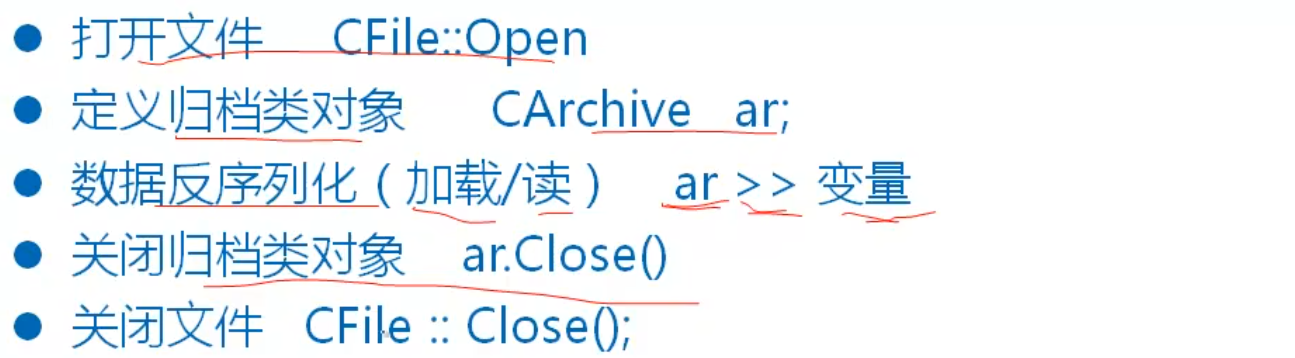 ● 打开文件 CFile::Open
● 定义归档类对象 CArchive ar;
● 数据反序列化（加载/读） ar >> 变量
● 关闭归档类对象 ar.Close()
● 关闭文件 CFile :: Close();